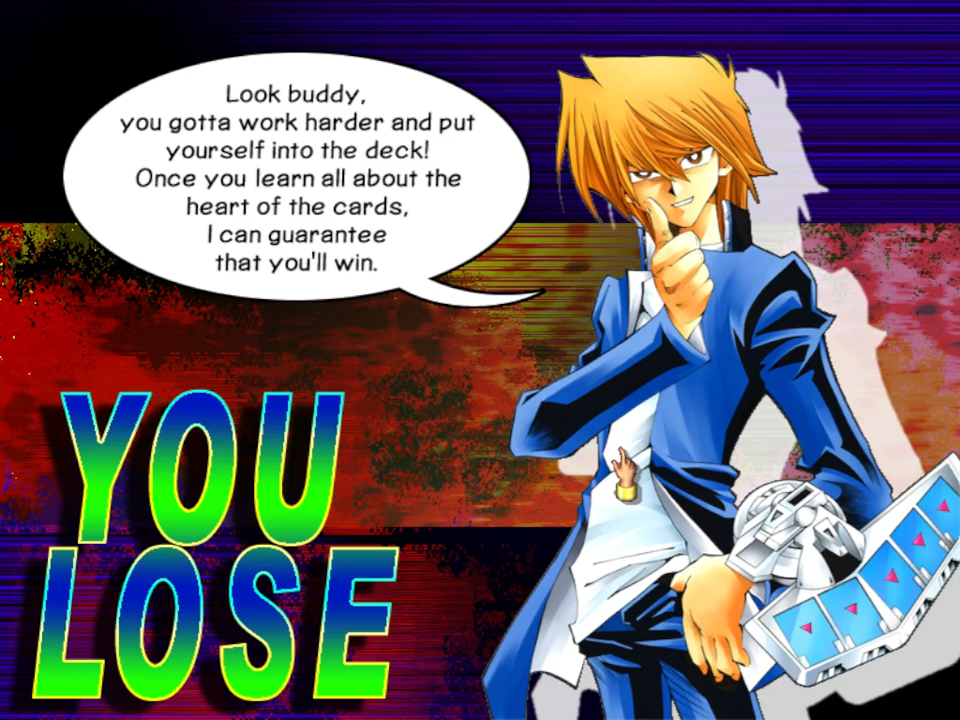 Look buddy,
you gotta work harder and put
yourself into the deck!
Once you learn all about the
heart of the cards,
I can guarantee
that you'll win.
YOU
LOSE